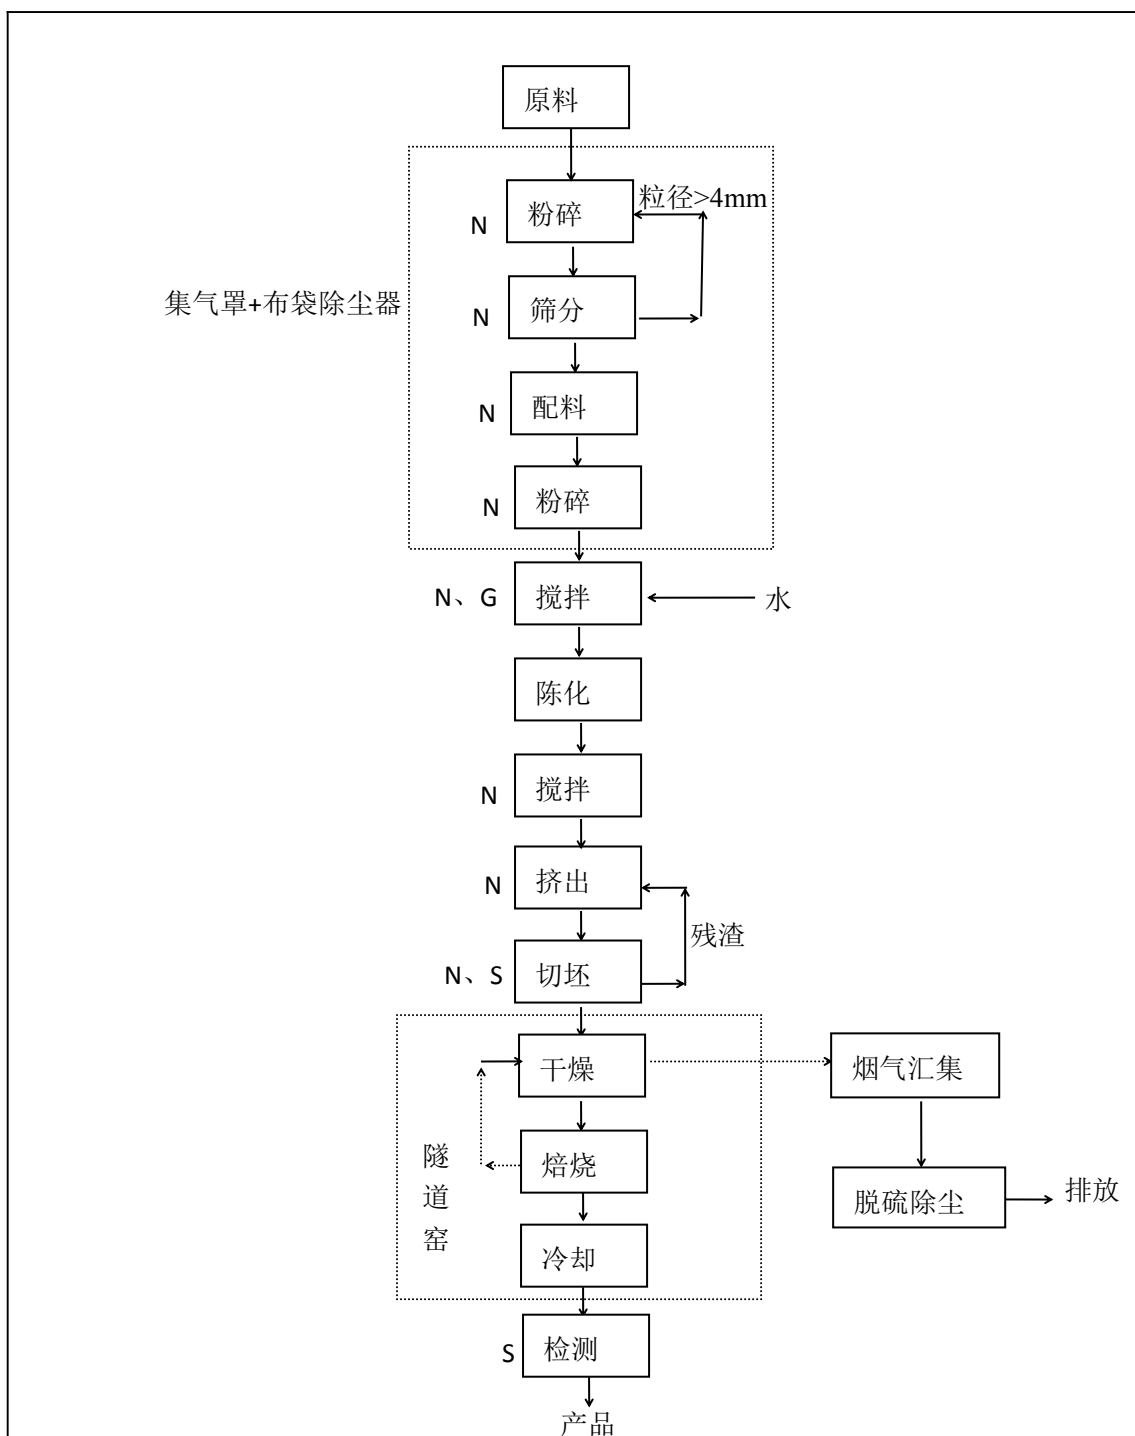 原料
粒径>4mm
N
粉碎
集气罩+布袋除尘器
N
筛分
N
配料
N
粉碎
N、G
搅拌
水
陈化
N
搅拌
N
挤出
残渣
N、S
切坯
干燥
烟气汇集
隧
道
窑
焙烧
脱硫除尘
排放
冷却
S
检测
产品